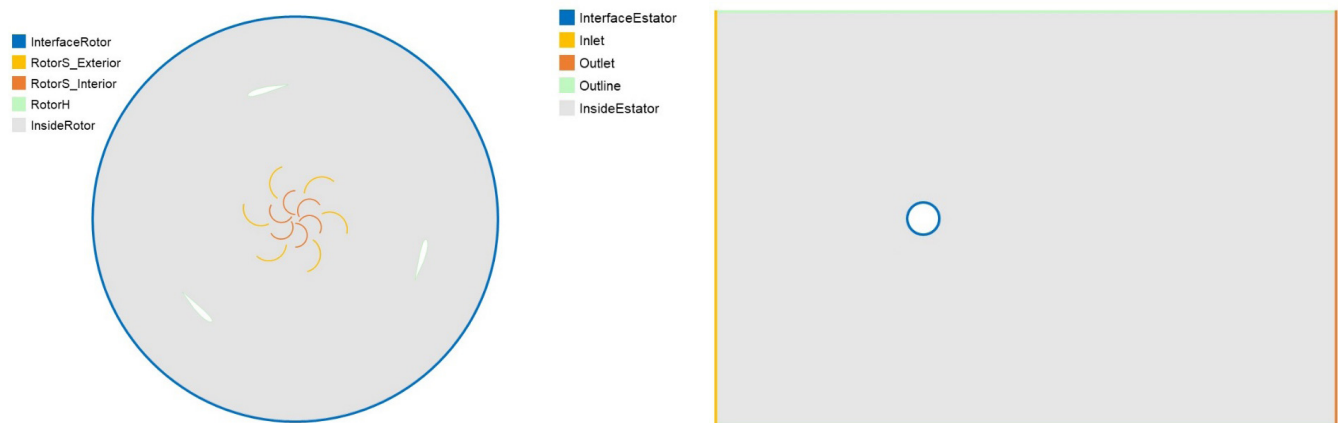 InterfaceRotor
RotorS_Exterior
RotorS_Interior
RotorH
InsideRotor
InterfaceEstator
Inlet
Outlet
Outline
InsideEstator